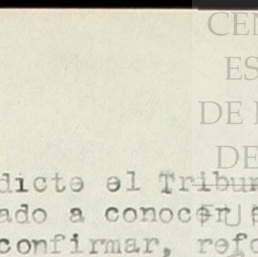 CEN
ES
DE
DE
dicte el Tribun
ado a conocer
confirmar, refo